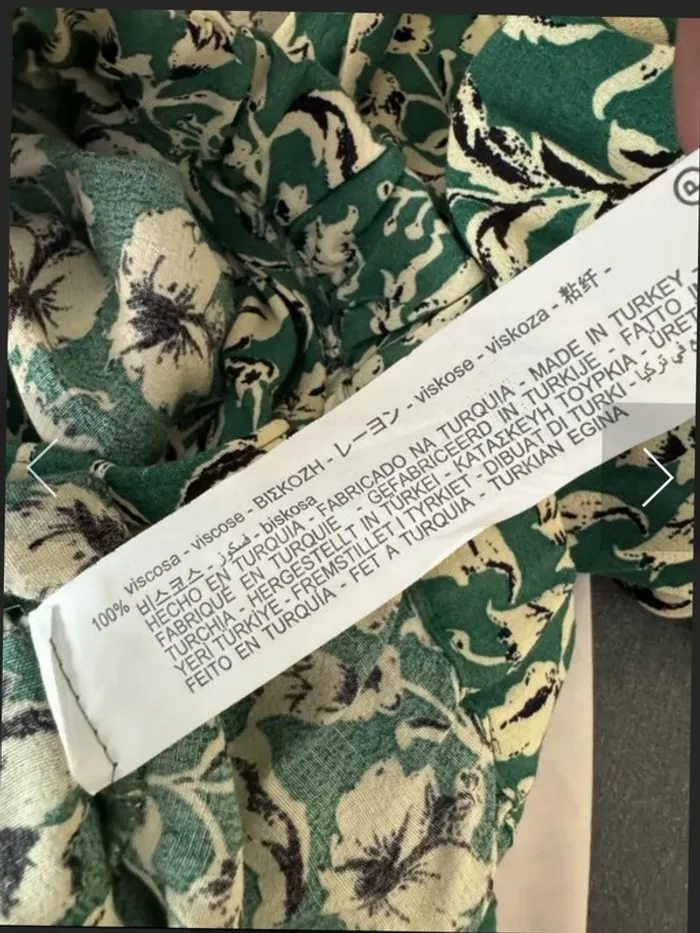 ®
100% viscosa - viscose - ΒΙΣΚΟΖΗ - レーヨン - viskose - viskoza - 粘纤 -
비스코스 - فيسكوز - biskosa
HECHO EN TURQUIA - FABRICADO NA TURQUIA - MADE IN TURKEY
FABRIQUE EN TURQUIE - GEFABRICEERD IN TURKIJE - FATTO IN
TURCHIA - HERGESTELLT IN TÜRKEI - ΚΑΤΑΣΚΕΥΗ ΤΟΥΡΚΙΑ - ÜRET
YERİ TÜRKİYE - FREMSTILLET I TYRKIET - DIBUAT DI TURKI - في تركيا
FEITO EN TURQUÍA - FET A TURQUIA - TURKIAN EGINA